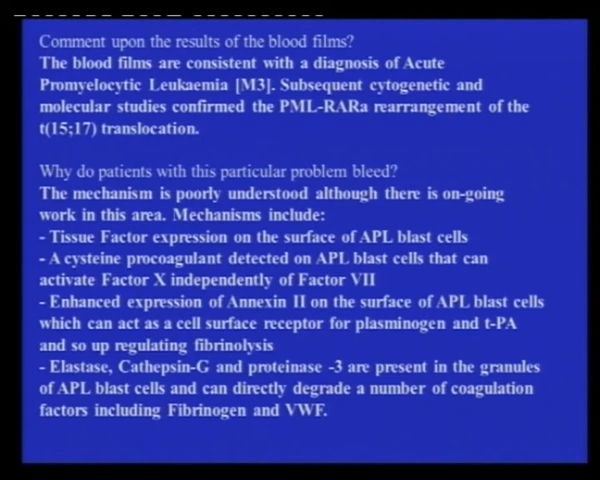 Comment upon the results of the blood films?
The blood films are consistent with a diagnosis of Acute
Promyelocytic Leukaemia [M3]. Subsequent cytogenetic and
molecular studies confirmed the PML-RARa rearrangement of the
t(15;17) translocation.
Why do patients with this particular problem bleed?
The mechanism is poorly understood although there is on-going
work in this area. Mechanisms include:
- Tissue Factor expression on the surface of APL blast cells
- A cysteine procoagulant detected on APL blast cells that can
activate Factor X independently of Factor VII
- Enhanced expression of Annexin II on the surface of APL blast cells
which can act as a cell surface receptor for plasminogen and t-PA
and so up regulating fibrinolysis
- Elastase, Cathepsin-G and proteinase -3 are present in the granules
of APL blast cells and can directly degrade a number of coagulation
factors including Fibrinogen and VWF.